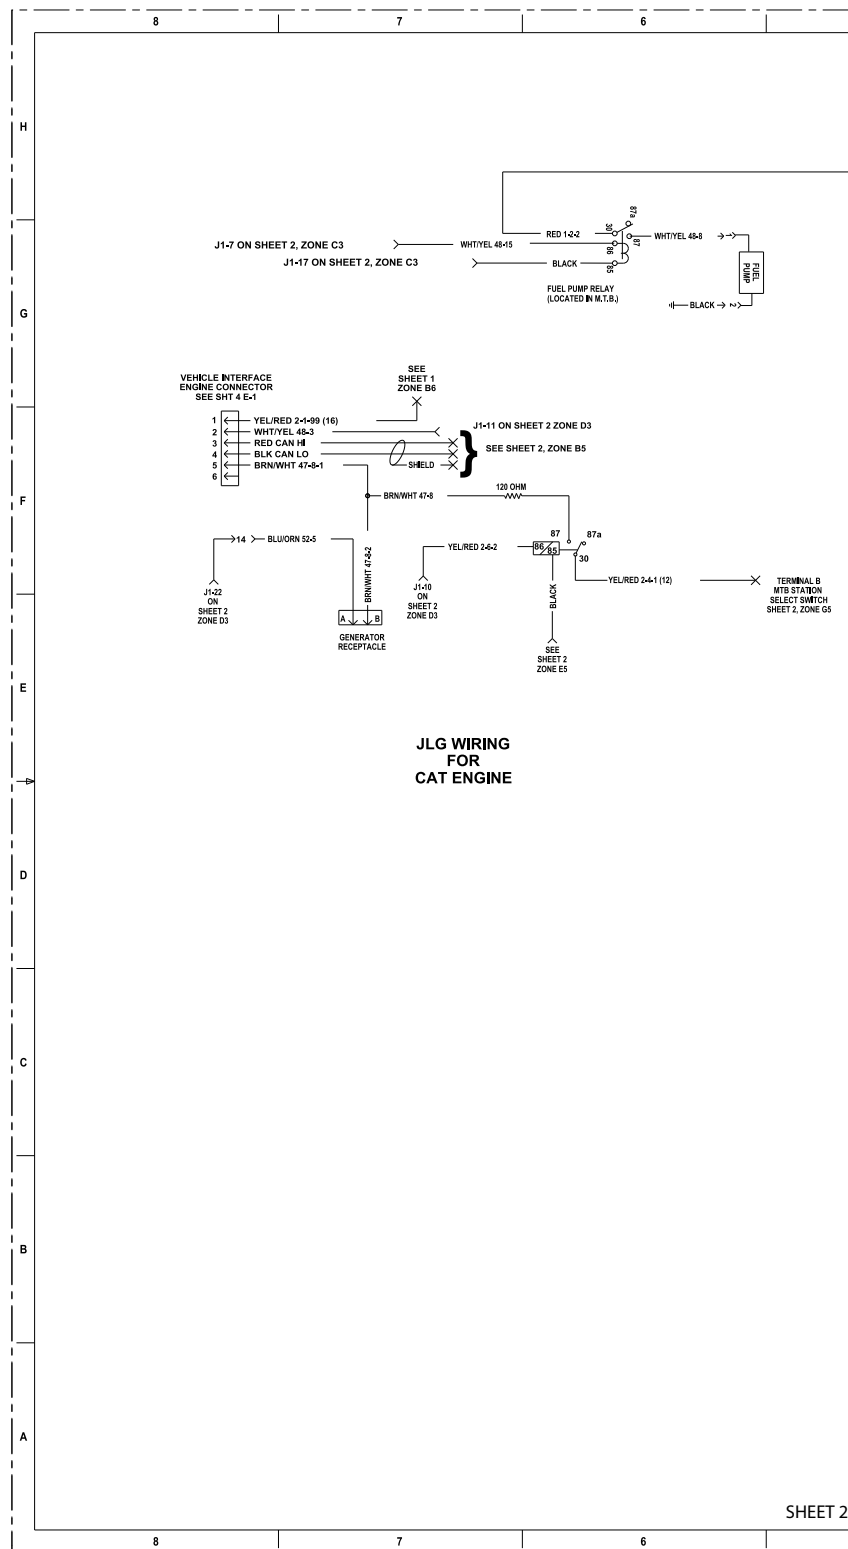 8 7 6
H
87a
30
RED 1-2-2
WHT/YEL 48-8
1
87
J1-7 ON SHEET 2, ZONE C3
WHT/YEL 48-15
86
J1-17 ON SHEET 2, ZONE C3
BLACK
85
FUEL
PUMP
FUEL PUMP RELAY
(LOCATED IN M.T.B.)
BLACK
2
G
VEHICLE INTERFACE
ENGINE CONNECTOR
SEE SHT 4 E-1
SEE
SHEET 1
ZONE B6
1 YEL/RED 2-1-99 (16)
2 WHT/YEL 48-3
3 RED CAN HI
4 BLK CAN LO
5 BRN/WHT 47-8-1
6
SHIELD
J1-11 ON SHEET 2 ZONE D3
}
SEE SHEET 2, ZONE B5
F
BRN/WHT 47-8
120 OHM
14
BLU/ORN 52-5
BRN/WHT 47-8-2
YEL/RED 2-6-2
86
85
87
87a
30
YEL/RED 2-4-1 (12)
TERMINAL B
MTB STATION
SELECT SWITCH
SHEET 2, ZONE G5
J1-22
ON
SHEET 2
ZONE D3
J1-10
ON
SHEET 2
ZONE D3
BLACK
A B
GENERATOR
RECEPTACLE
SEE
SHEET 2
ZONE E5
E
JLG WIRING
FOR
CAT ENGINE
D
C
B
A
SHEET 2
8 7 6